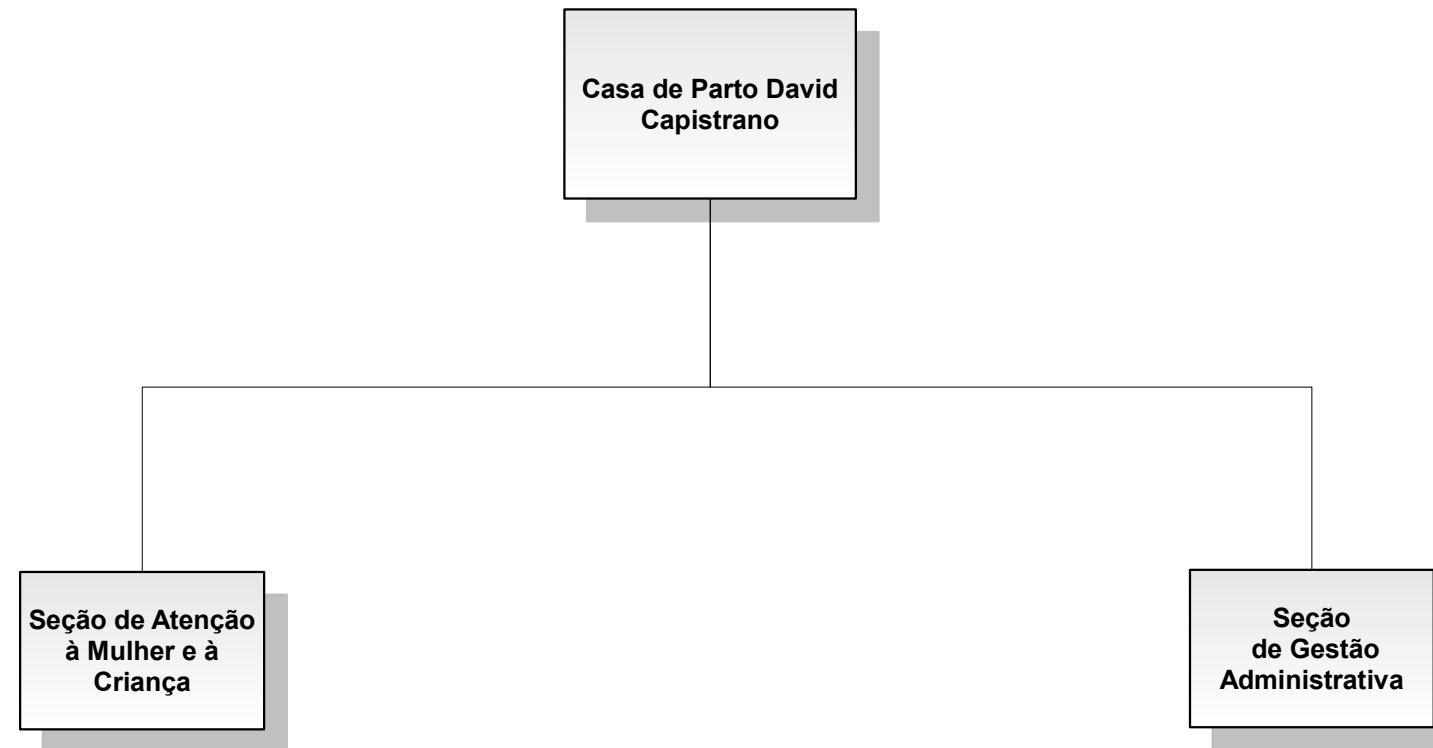 Casa de Parto David
Capistrano
Seção de Atenção
à Mulher e à
Criança
Seção
de Gestão
Administrativa